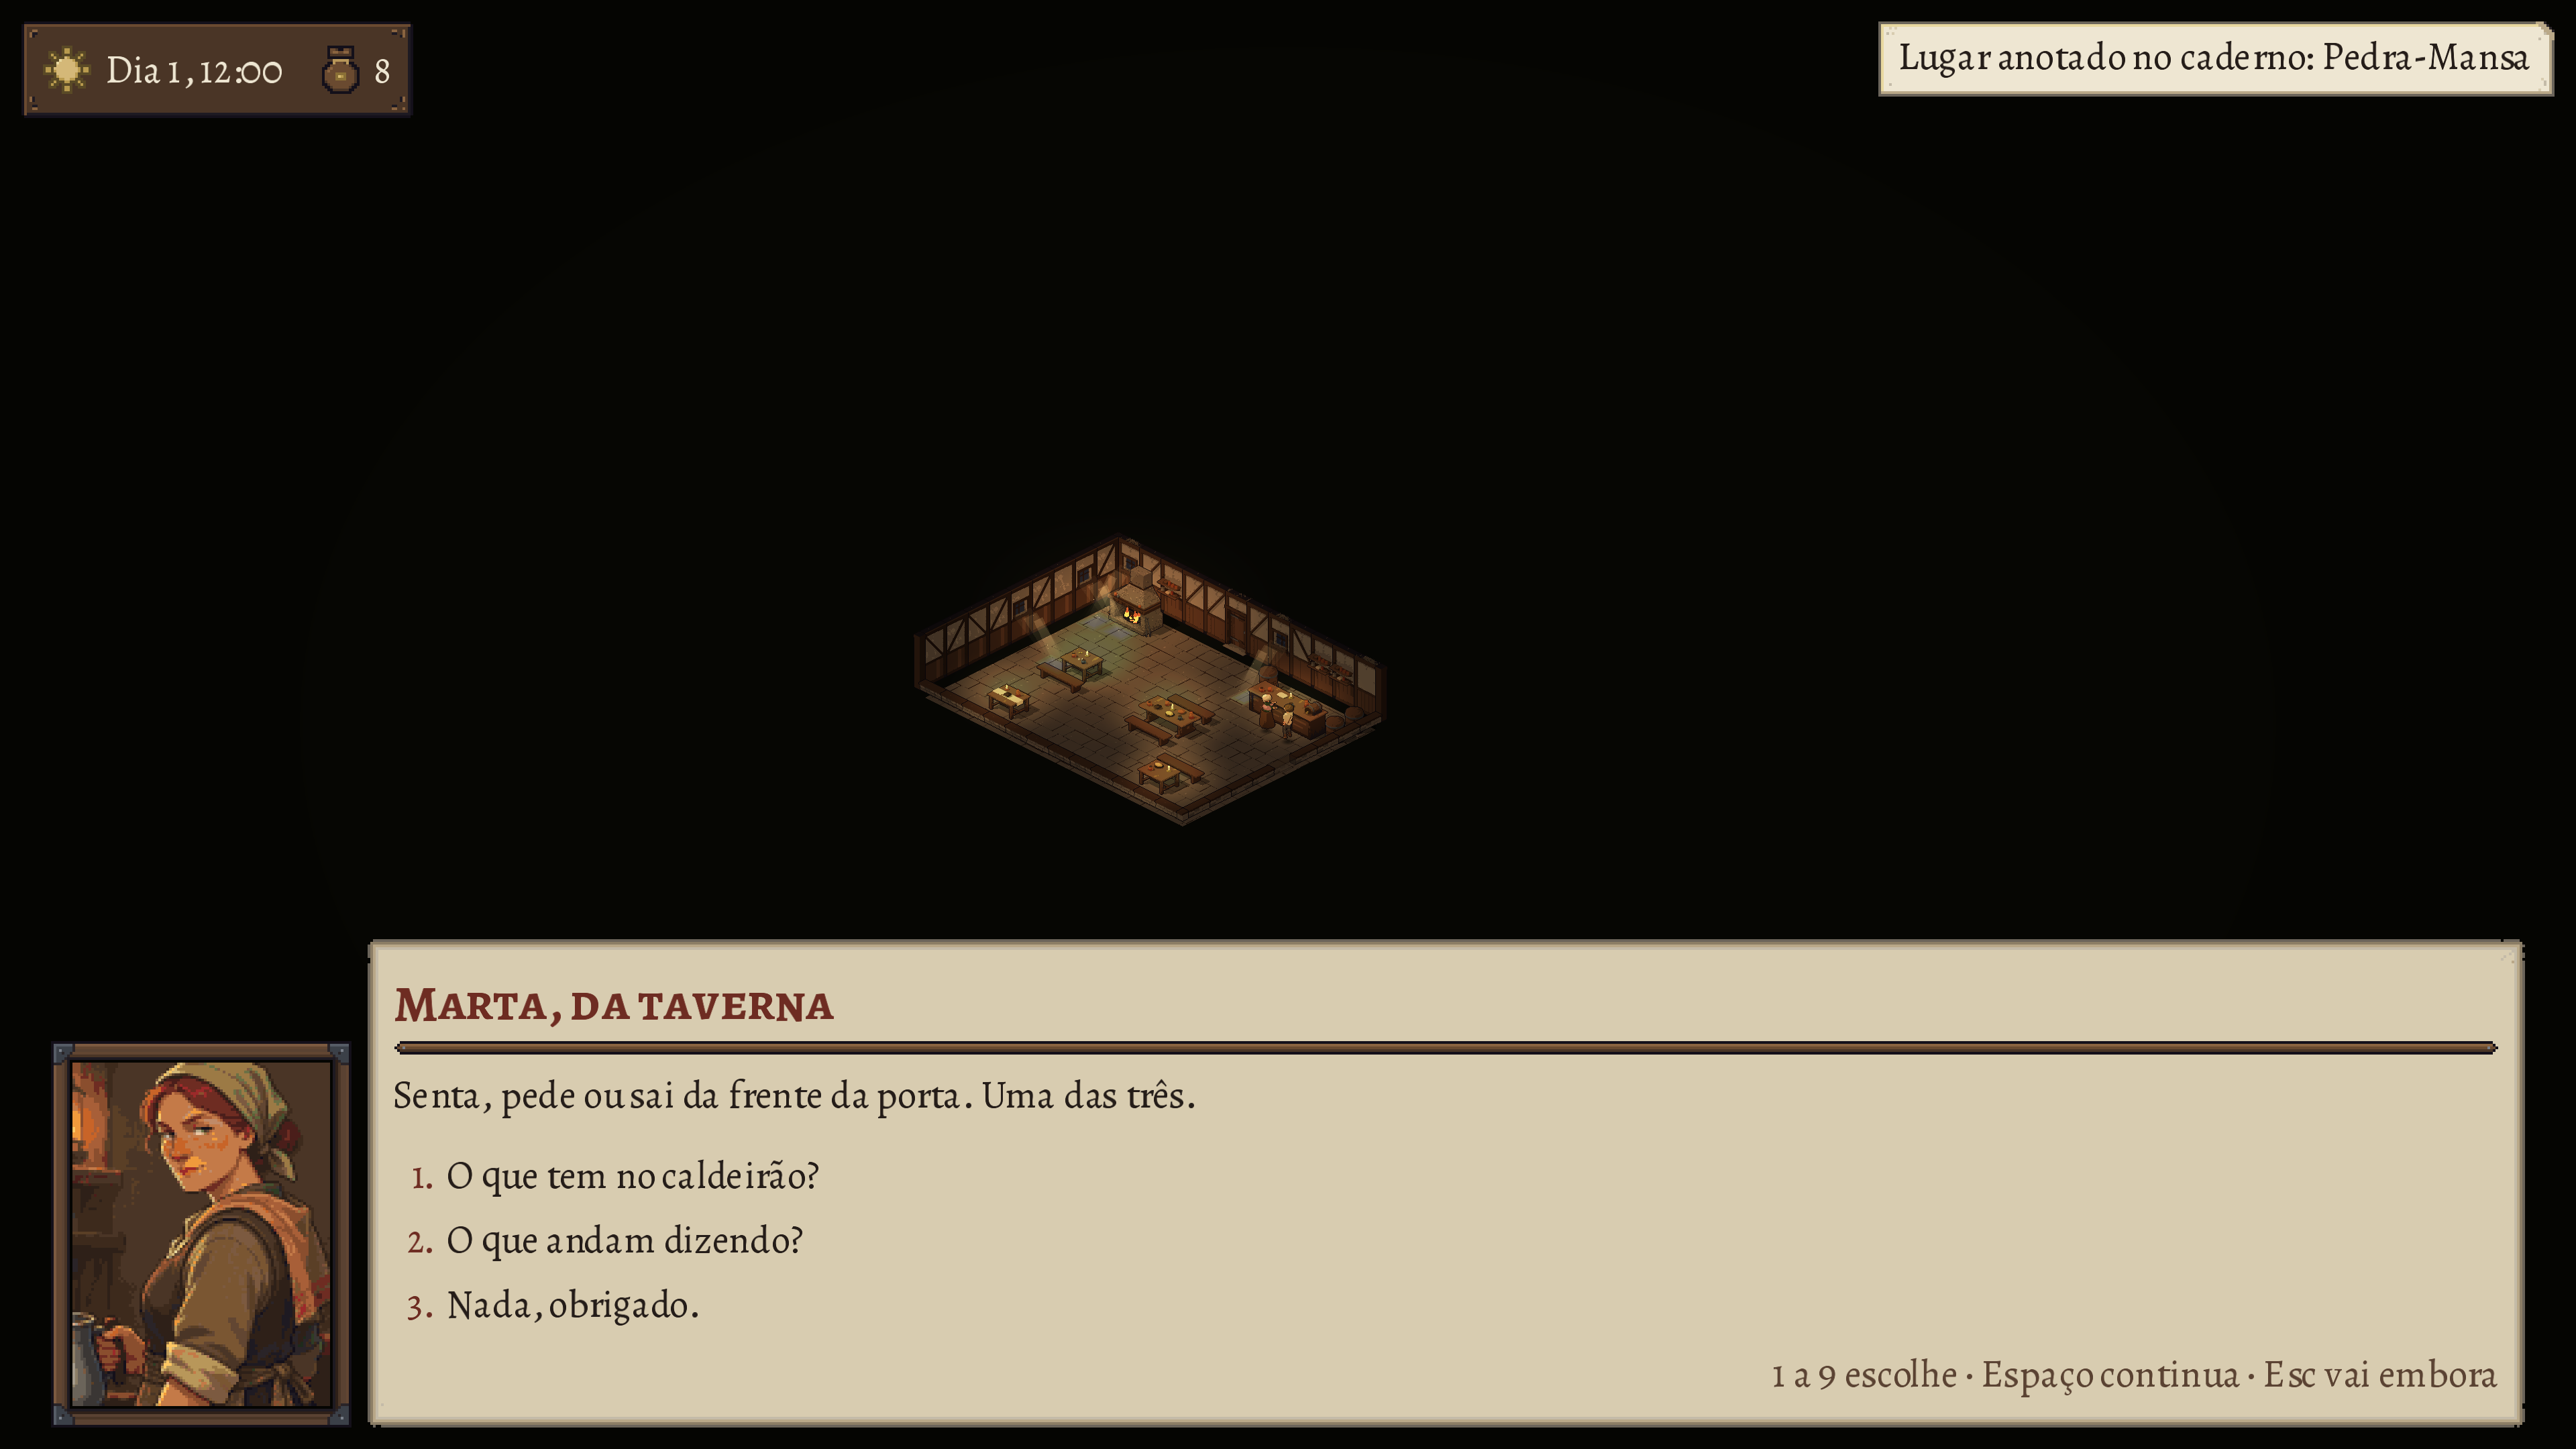 Dia 1, 12:00 8
Lugar anotado no caderno: Pedra-Mansa
Marta, da taverna
Senta, pede ou sai da frente da porta. Uma das três.
1. O que tem no caldeirão?
2. O que andam dizendo?
3. Nada, obrigado.
1 a 9 escolhe · Espaço continua · Esc vai embora